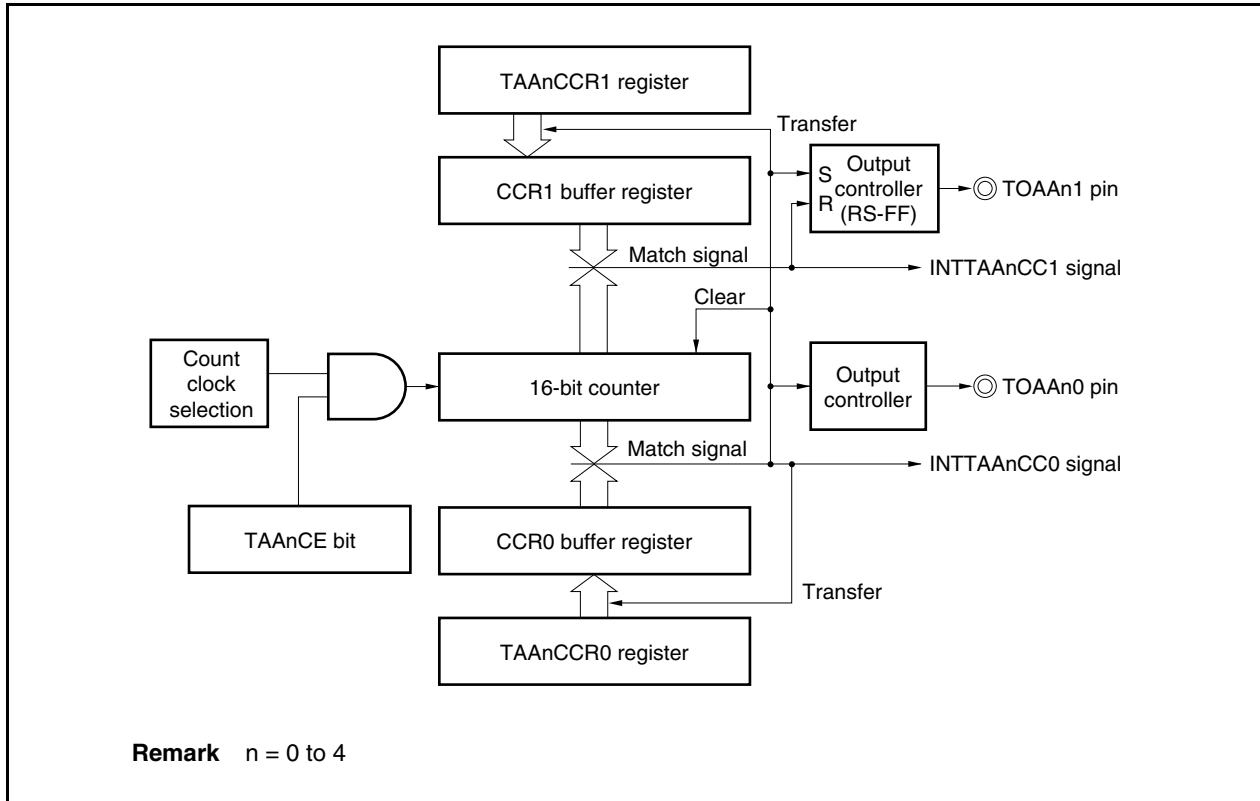 TAAnCCR1 register
Transfer
CCR1 buffer register
S
R
Output
controller
(RS-FF)
TOAAn1 pin
Match signal
INTTAAnCC1 signal
Clear
Count
clock
selection
16-bit counter
Output
controller
TOAAn0 pin
Match signal
INTTAAnCC0 signal
TAAnCE bit
CCR0 buffer register
Transfer
TAAnCCR0 register
Remark n = 0 to 4